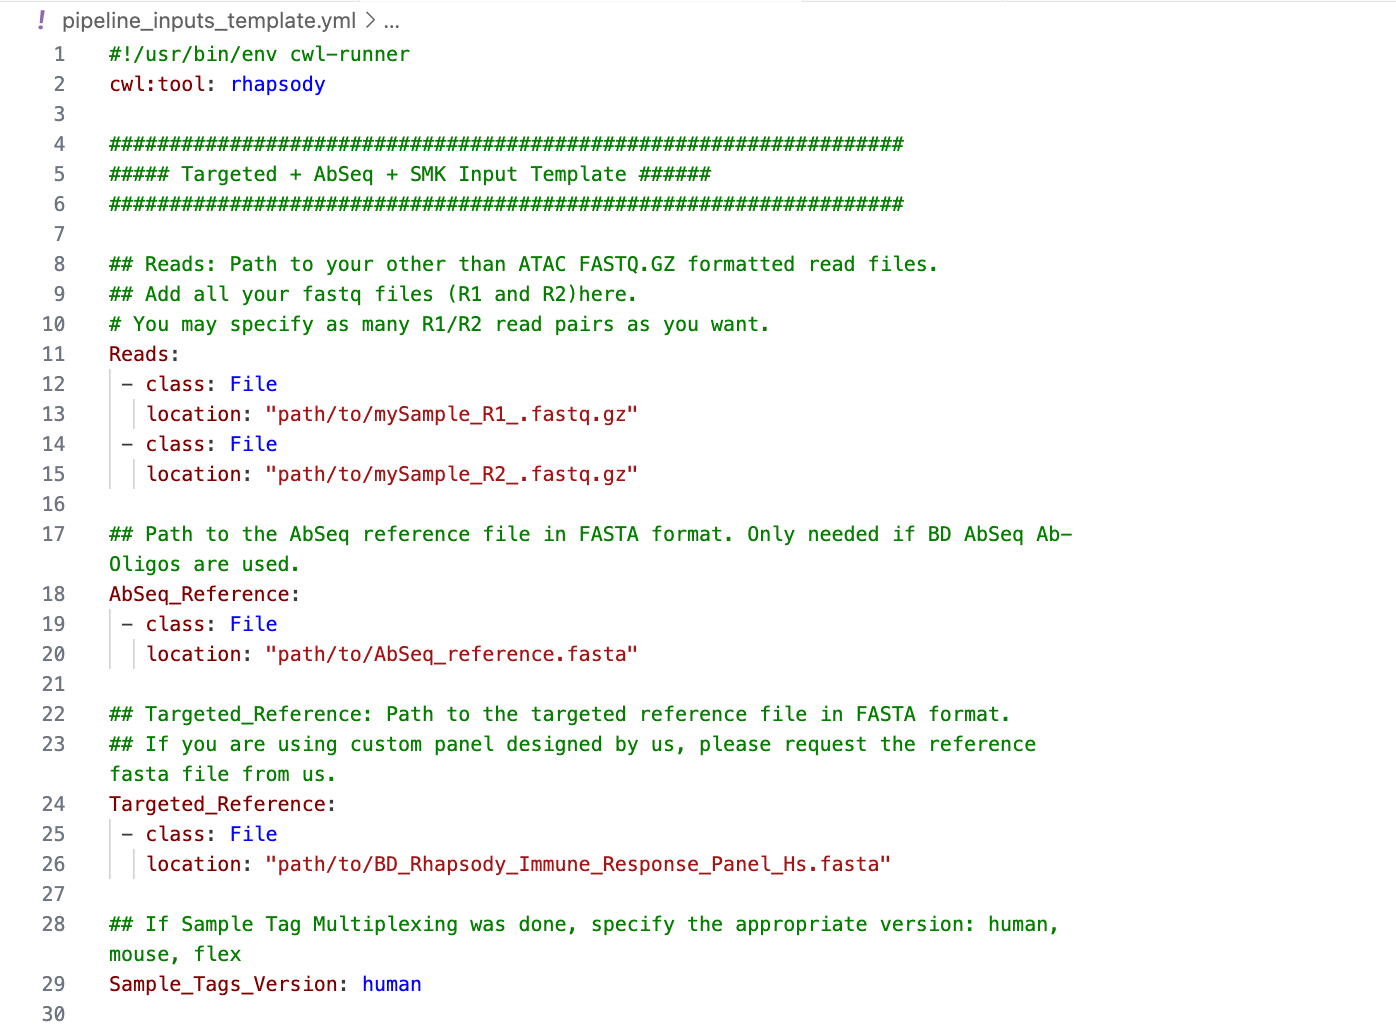 ! pipeline_inputs_template.yml > ...
1 #!/usr/bin/env cwl-runner
2 cwl:tool: rhapsody
3
4 ##################################################################
5 ##### Targeted + AbSeq + SMK Input Template ######
6 ##################################################################
7
8 ## Reads: Path to your other than ATAC FASTQ.GZ formatted read files.
9 ## Add all your fastq files (R1 and R2)here.
10 # You may specify as many R1/R2 read pairs as you want.
11 Reads:
12 - class: File
13 location: "path/to/mySample_R1_.fastq.gz"
14 - class: File
15 location: "path/to/mySample_R2_.fastq.gz"
16
17 ## Path to the AbSeq reference file in FASTA format. Only needed if BD AbSeq Ab-
Oligos are used.
18 AbSeq_Reference:
19 - class: File
20 location: "path/to/AbSeq_reference.fasta"
21
22 ## Targeted_Reference: Path to the targeted reference file in FASTA format.
23 ## If you are using custom panel designed by us, please request the reference
fasta file from us.
24 Targeted_Reference:
25 - class: File
26 location: "path/to/BD_Rhapsody_Immune_Response_Panel_Hs.fasta"
27
28 ## If Sample Tag Multiplexing was done, specify the appropriate version: human,
mouse, flex
29 Sample_Tags_Version: human
30